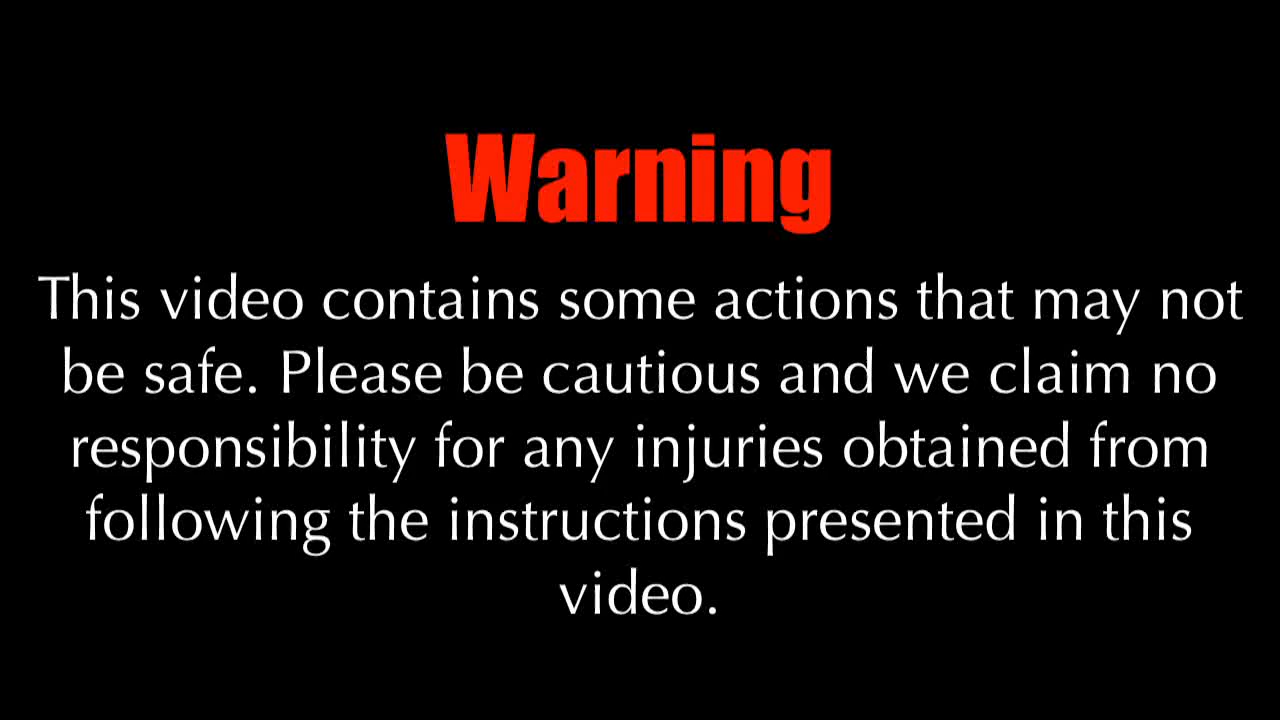 Warning
This video contains some actions that may not
be safe. Please be cautious and we claim no
responsibility for any injuries obtained from
following the instructions presented in this
video.